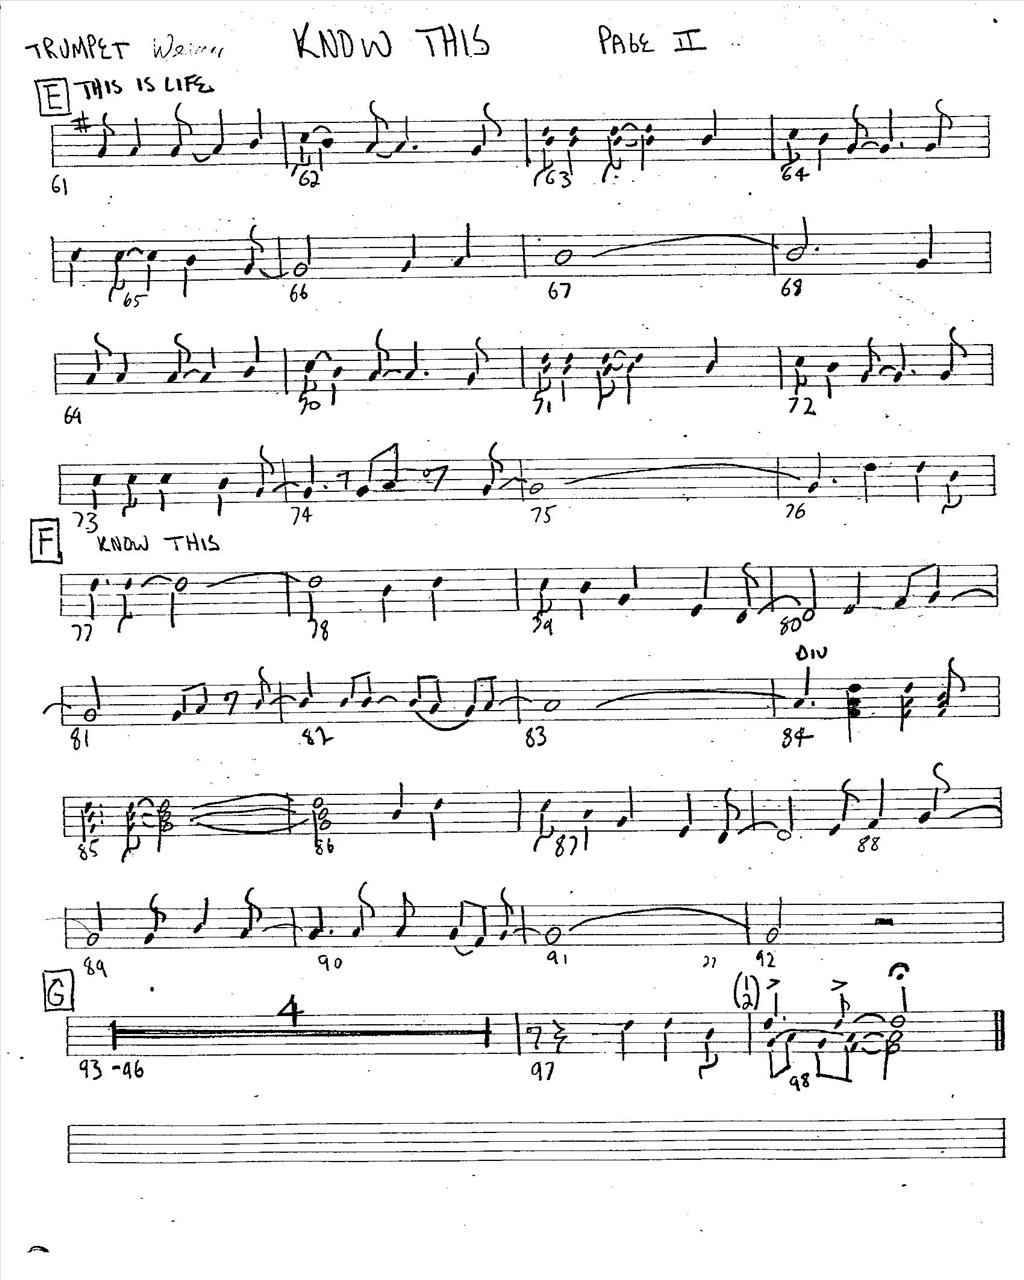 TRUMPET KNOW THIS PAGE II
E THIS IS LIFE
61 62 63 64
65 66 67 68
69 70 71 72
73 74 75 76
F KNOW THIS
77 78 79 80
DIV
81 82 83 84
85 86 87 88
89 90 91 92
G
4 (1 2)
93-96 97 98